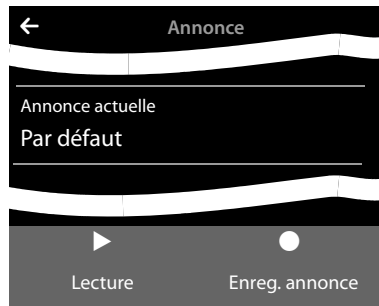 Annonce
Annonce actuelle
Par défaut
Lecture Enreg. annonce